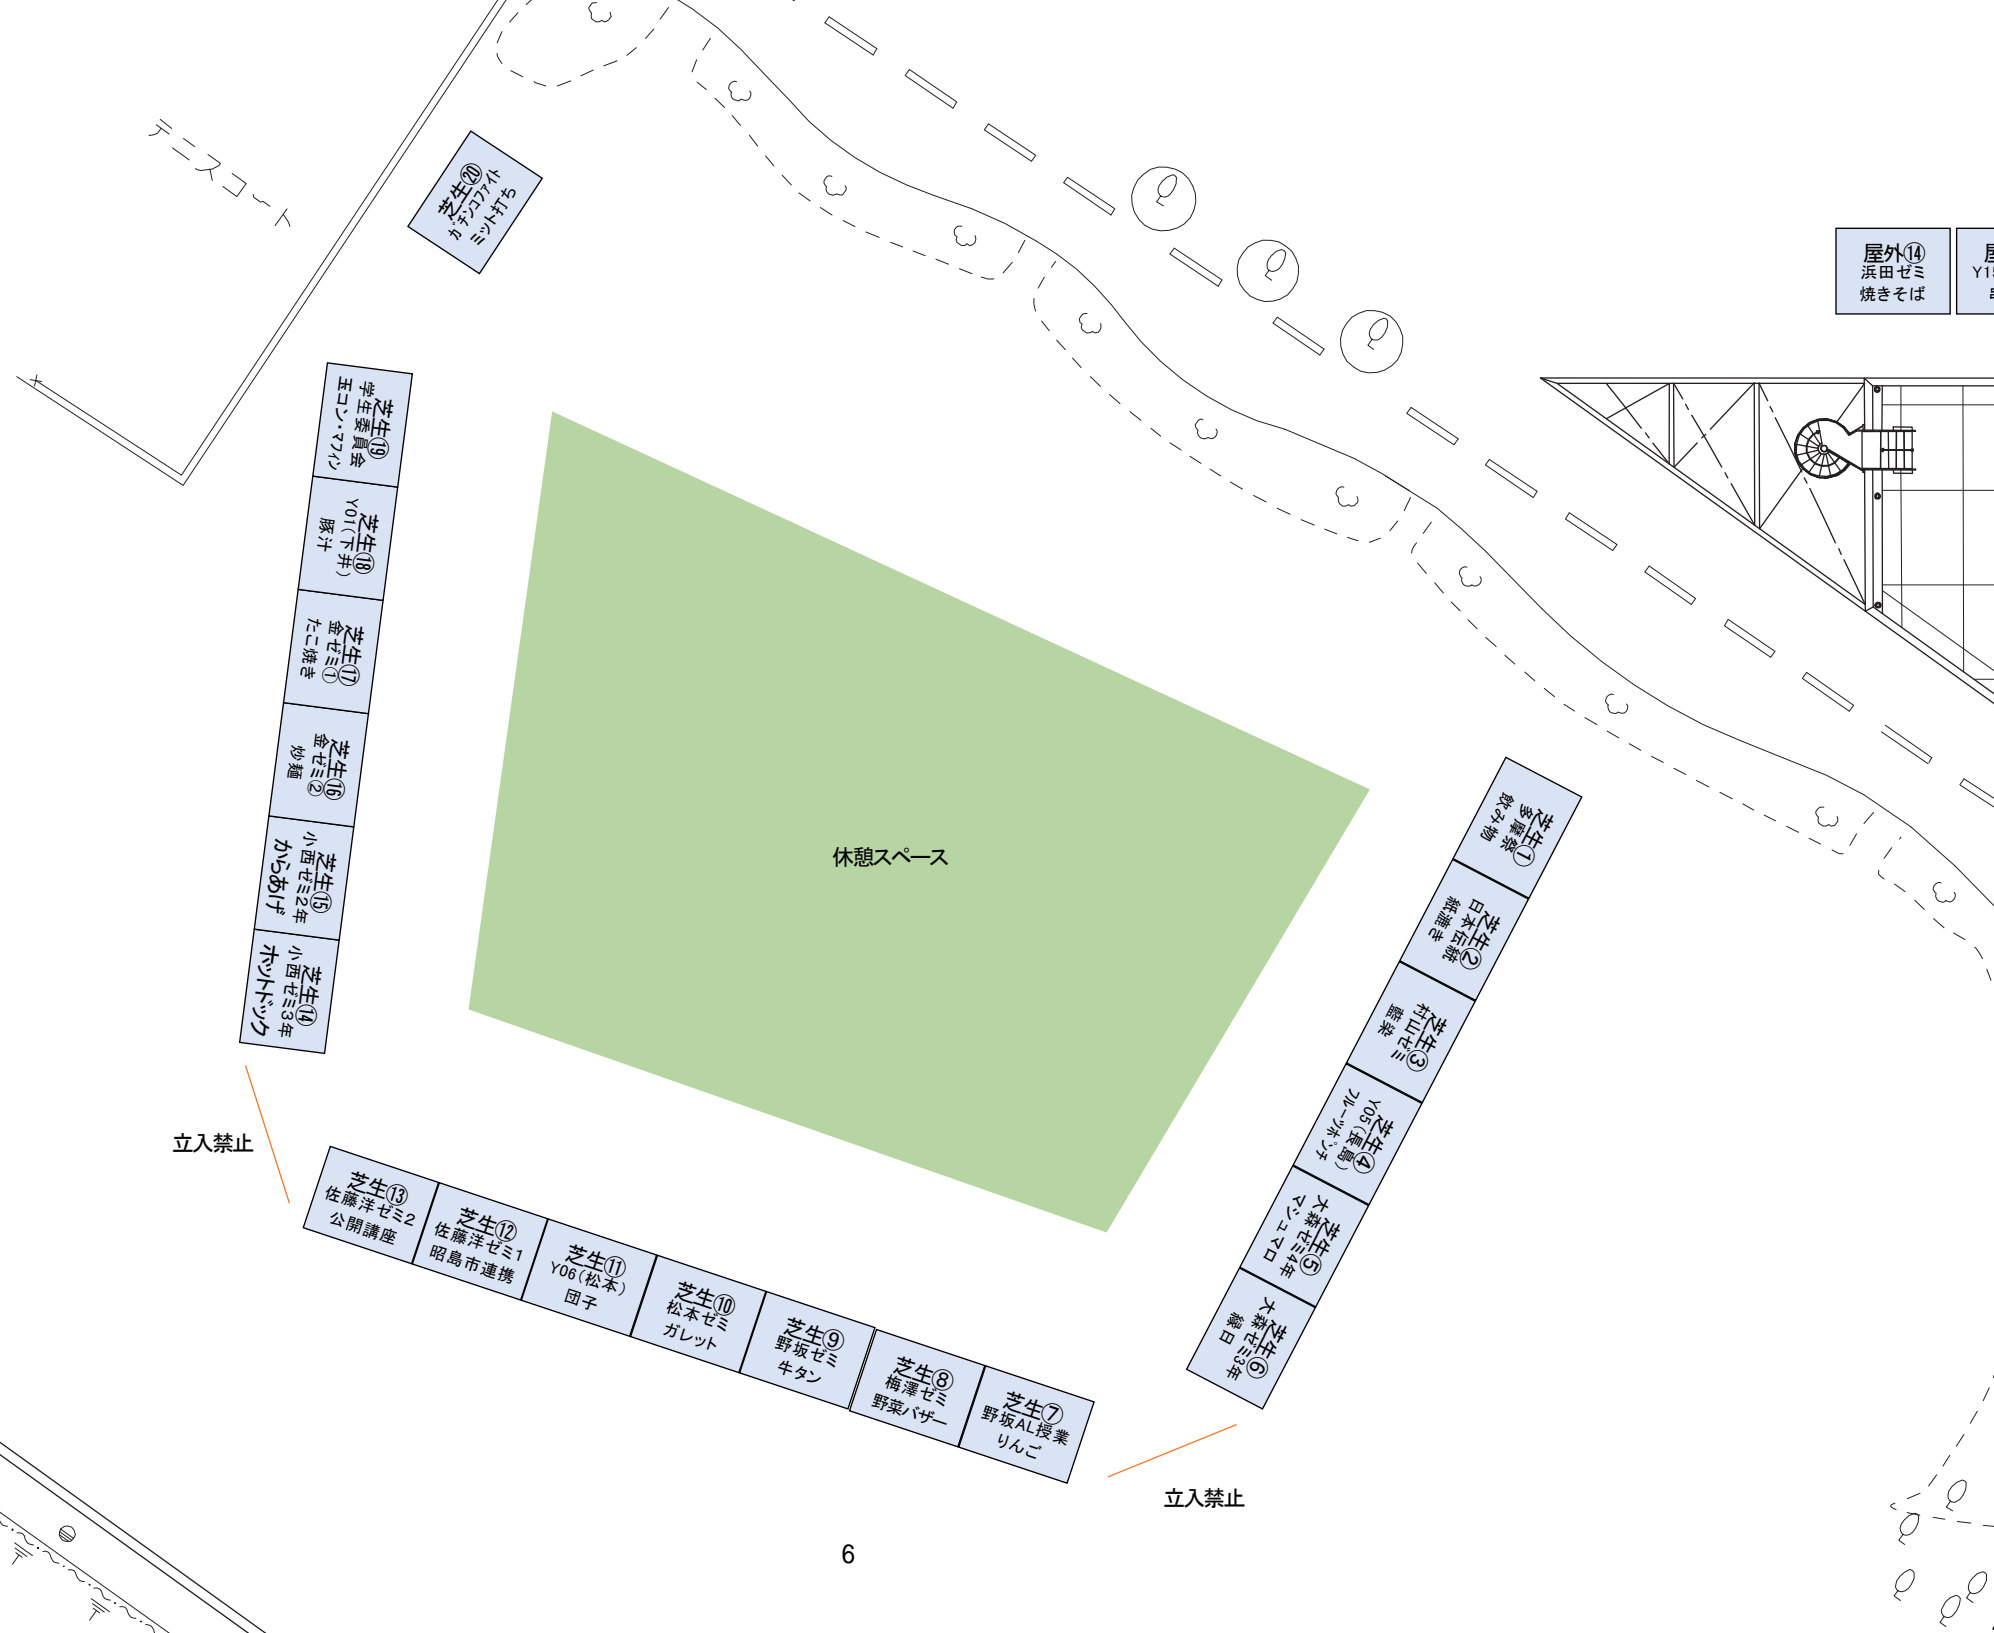 テニスコート
芝生⑳
ガチンコファイト
ミット打ち
屋外⑭
浜田ゼミ
焼きそば
芝生⑲
学生委員会
玉コン・マフィン
芝生⑱
Y01(下井)
豚汁
芝生⑰
金ゼミ①
たこ焼き
芝生⑯
金ゼミ②
炒麺
芝生⑮
小西ゼミ2年
からあげ
芝生⑭
小西ゼミ3年
ホットドック
休憩スペース
芝生①
多摩祭
飲み物
芝生②
日本伝統
紙漉き
芝生③
村山ゼミ
藍染
芝生④
Y05(長島)
フルーツポンチ
芝生⑤
大森ゼミ4年
マシュマロ
芝生⑥
大森ゼミ3年
縁日
立入禁止
芝生⑬
佐藤洋ゼミ2
公開講座
芝生⑫
佐藤洋ゼミ1
昭島市連携
芝生⑪
Y06(松本)
団子
芝生⑩
松本ゼミ
ガレット
芝生⑨
野坂ゼミ
牛タン
芝生⑧
梅澤ゼミ
野菜バザー
芝生⑦
野坂AL授業
りんご
立入禁止
6